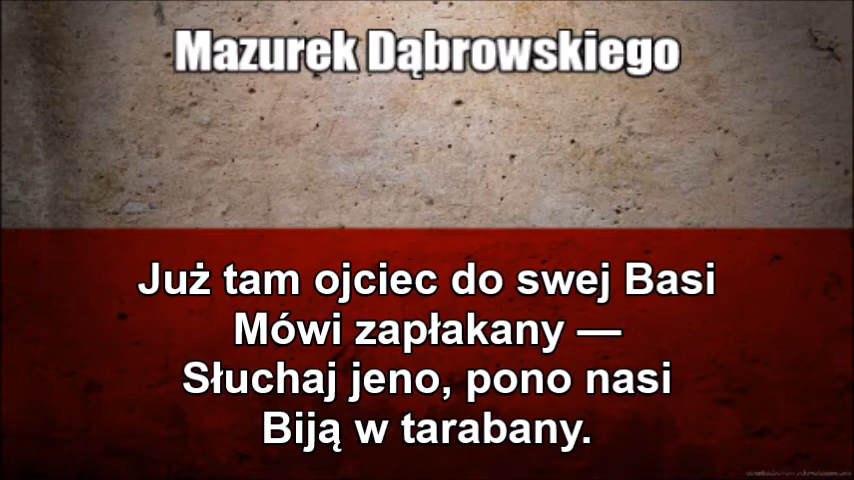 Mazurek Dąbrowskiego
Już tam ojciec do swej Basi
Mówi zapłakany —
Słuchaj jeno, pono nasi
Biją w tarabany.